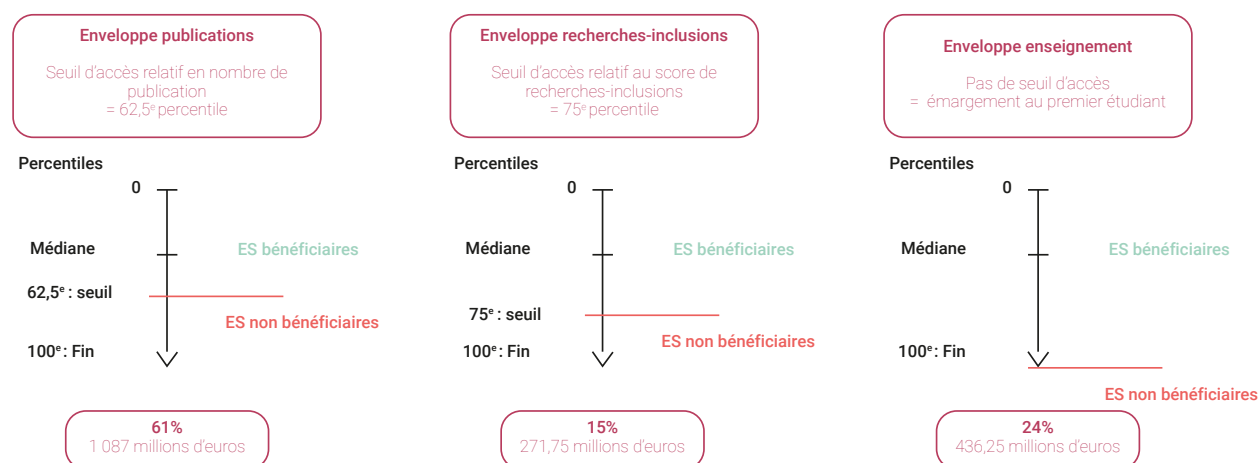 Enveloppe publications
Seuil d'accès relatif en nombre de
publication
= 62,5e percentile
Percentiles
0
Médiane
ES bénéficiaires
62,5e : seuil
ES non bénéficiaires
100e : Fin
61%
1 087 millions d'euros
Enveloppe recherches-inclusions
Seuil d'accès relatif au score de
recherches-inclusions
= 75e percentile
Percentiles
0
Médiane
ES bénéficiaires
75e : seuil
ES non bénéficiaires
100e : Fin
15%
271,75 millions d'euros
Enveloppe enseignement
Pas de seuil d'accès
= émargement au premier étudiant
Percentiles
0
Médiane
ES bénéficiaires
100e : Fin
ES non bénéficiaires
24%
436,25 millions d'euros